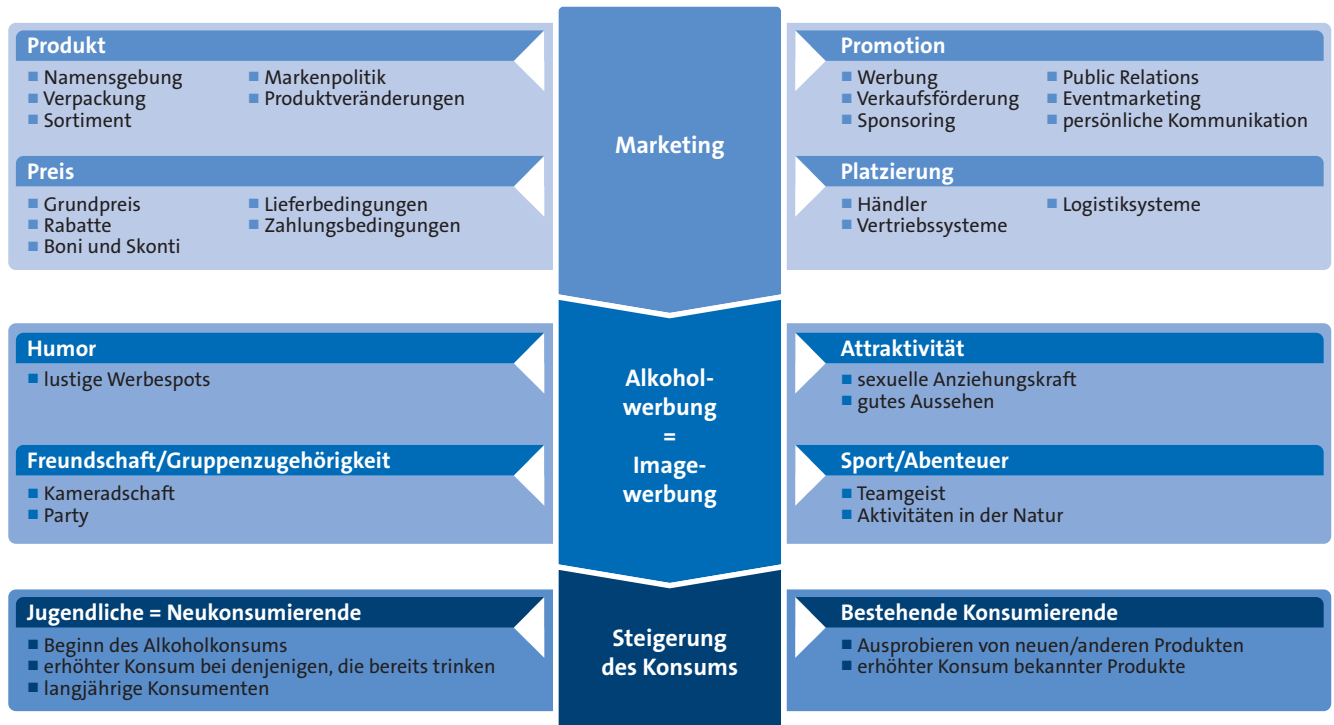 Produkt
Namensgebung
Verpackung
Sortiment
Markenpolitik
Produktveränderungen
Preis
Grundpreis
Rabatte
Boni und Skonti
Lieferbedingungen
Zahlungsbedingungen
Marketing
Promotion
Werbung
Verkaufsförderung
Sponsoring
Public Relations
Eventmarketing
persönliche Kommunikation
Platzierung
Händler
Vertriebssysteme
Logistiksysteme
Humor
lustige Werbespots
Freundschaft/Gruppenzugehörigkeit
Kameradschaft
Party
Alkohol-
werbung
=
Image-
werbung
Attraktivität
sexuelle Anziehungskraft
gutes Aussehen
Sport/Abenteuer
Teamgeist
Aktivitäten in der Natur
Jugendliche = Neukonsumierende
Beginn des Alkoholkonsums
erhöhter Konsum bei denjenigen, die bereits trinken
langjährige Konsumenten
Steigerung
des Konsums
Bestehende Konsumierende
Ausprobieren von neuen/anderen Produkten
erhöhter Konsum bekannter Produkte